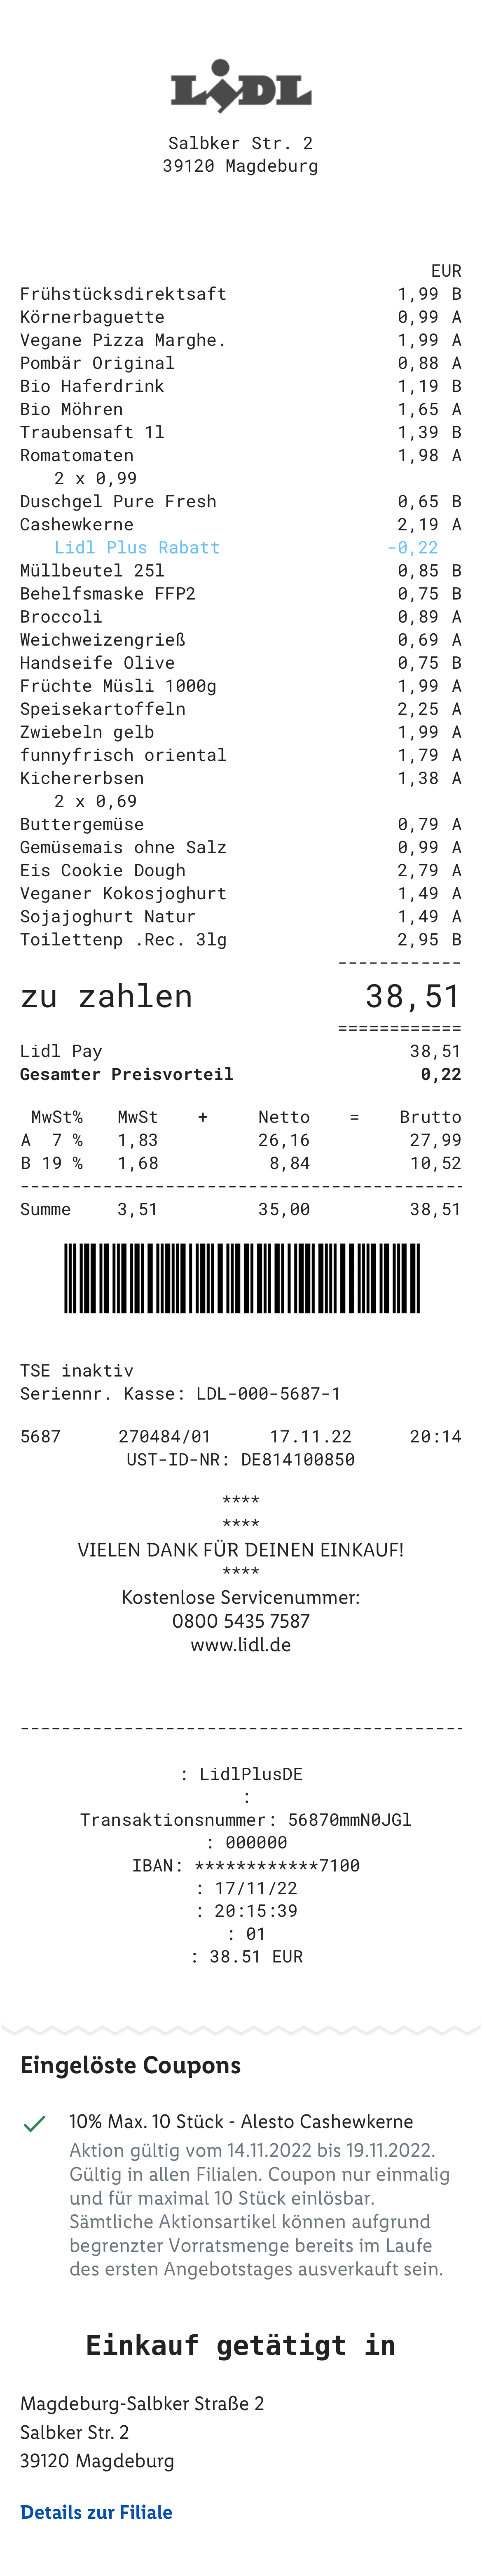 LIDL
Salbker Str. 2
39120 Magdeburg
EUR
Frühstücksdirektsaft 1,99 B
Körnerbaguette 0,99 A
Vegane Pizza Marghe. 1,99 A
Pombär Original 0,88 A
Bio Haferdrink 1,19 B
Bio Möhren 1,65 A
Traubensaft 1l 1,39 B
Romatomaten 1,98 A
2 x 0,99
Duschgel Pure Fresh 0,65 B
Cashewkerne 2,19 A
Lidl Plus Rabatt -0,22
Müllbeutel 25l 0,85 B
Behelfsmaske FFP2 0,75 B
Broccoli 0,89 A
Weichweizengrieß 0,69 A
Handseife Olive 0,75 B
Früchte Müsli 1000g 1,99 A
Speisekartoffeln 2,25 A
Zwiebeln gelb 1,99 A
funnyfrisch oriental 1,79 A
Kichererbsen 1,38 A
2 x 0,69
Buttergemüse 0,79 A
Gemüsemais ohne Salz 0,99 A
Eis Cookie Dough 2,79 A
Veganer Kokosjoghurt 1,49 A
Sojajoghurt Natur 1,49 A
Toilettenp .Rec. 3lg 2,95 B
------------
zu zahlen 38,51
============
Lidl Pay 38,51
Gesamter Preisvorteil 0,22
MwSt% MwSt + Netto = Brutto
A 7 % 1,83 26,16 27,99
B 19 % 1,68 8,84 10,52
-------------------------------------------
Summe 3,51 35,00 38,51
TSE inaktiv
Seriennr. Kasse: LDL-000-5687-1
5687 270484/01 17.11.22 20:14
UST-ID-NR: DE814100850
****
****
VIELEN DANK FÜR DEINEN EINKAUF!
****
Kostenlose Servicenummer:
0800 5435 7587
www.lidl.de
-------------------------------------------
: LidlPlusDE
:
Transaktionsnummer: 56870mmN0JGl
: 000000
IBAN: ************7100
: 17/11/22
: 20:15:39
: 01
: 38.51 EUR
Eingelöste Coupons
10% Max. 10 Stück - Alesto Cashewkerne
Aktion gültig vom 14.11.2022 bis 19.11.2022.
Gültig in allen Filialen. Coupon nur einmalig
und für maximal 10 Stück einlösbar.
Sämtliche Aktionsartikel können aufgrund
begrenzter Vorratsmenge bereits im Laufe
des ersten Angebotstages ausverkauft sein.
Einkauf getätigt in
Magdeburg-Salbker Straße 2
Salbker Str. 2
39120 Magdeburg
Details zur Filiale